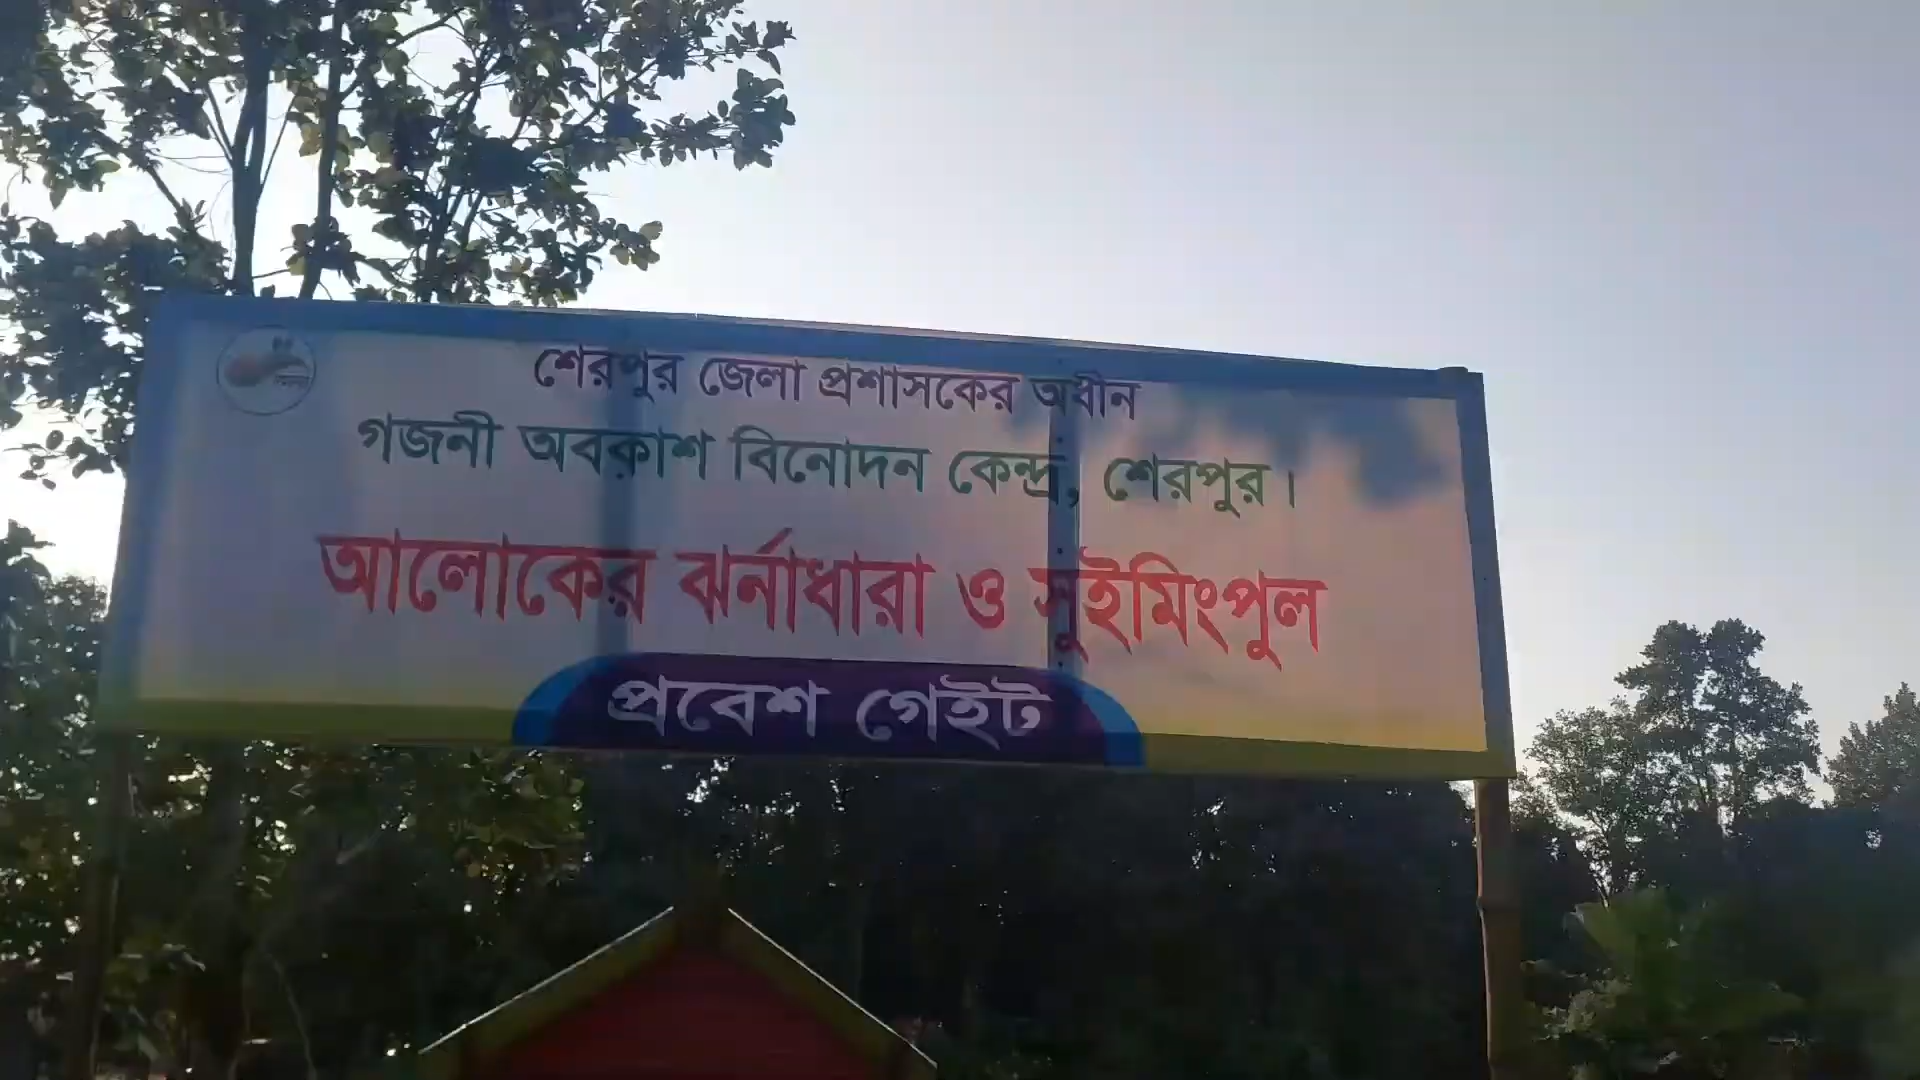 শেরপুর জেলা প্রশাসকের অধীন
গজনী অবকাশ বিনোদন কেন্দ্র, শেরপুর।
আলোকের ঝর্নাধারা ও সুইমিংপুল
প্রবেশ গেইট